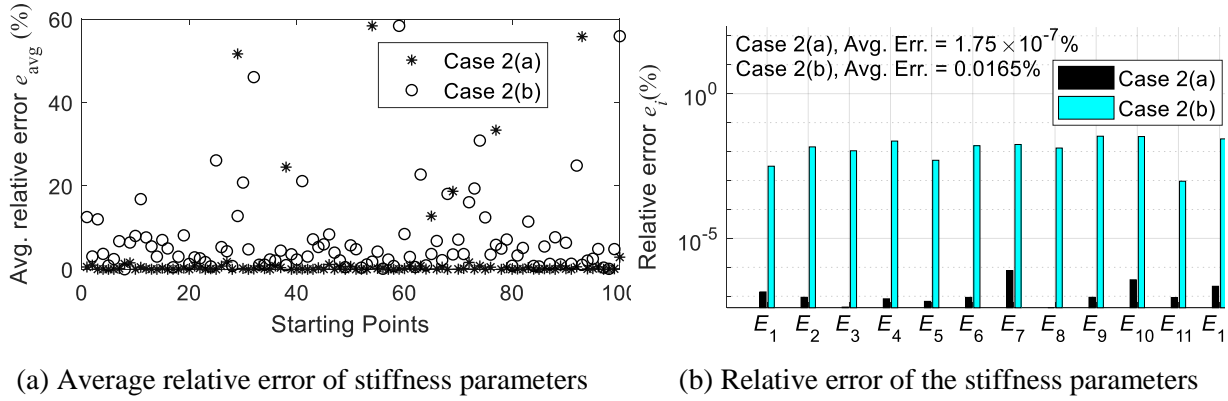 60
40
20
0
0
20
40
60
80
100
Avg. relative error e_avg (%)
Starting Points
Case 2(a)
Case 2(b)
(a) Average relative error of stiffness parameters
Case 2(a), Avg. Err. = 1.75 × 10^-7%
Case 2(b), Avg. Err. = 0.0165%
Case 2(a)
Case 2(b)
10^0
10^-5
Relative error e_i(%)
E_1
E_2
E_3
E_4
E_5
E_6
E_7
E_8
E_9
E_10
E_11
E_1
(b) Relative error of the stiffness parameters